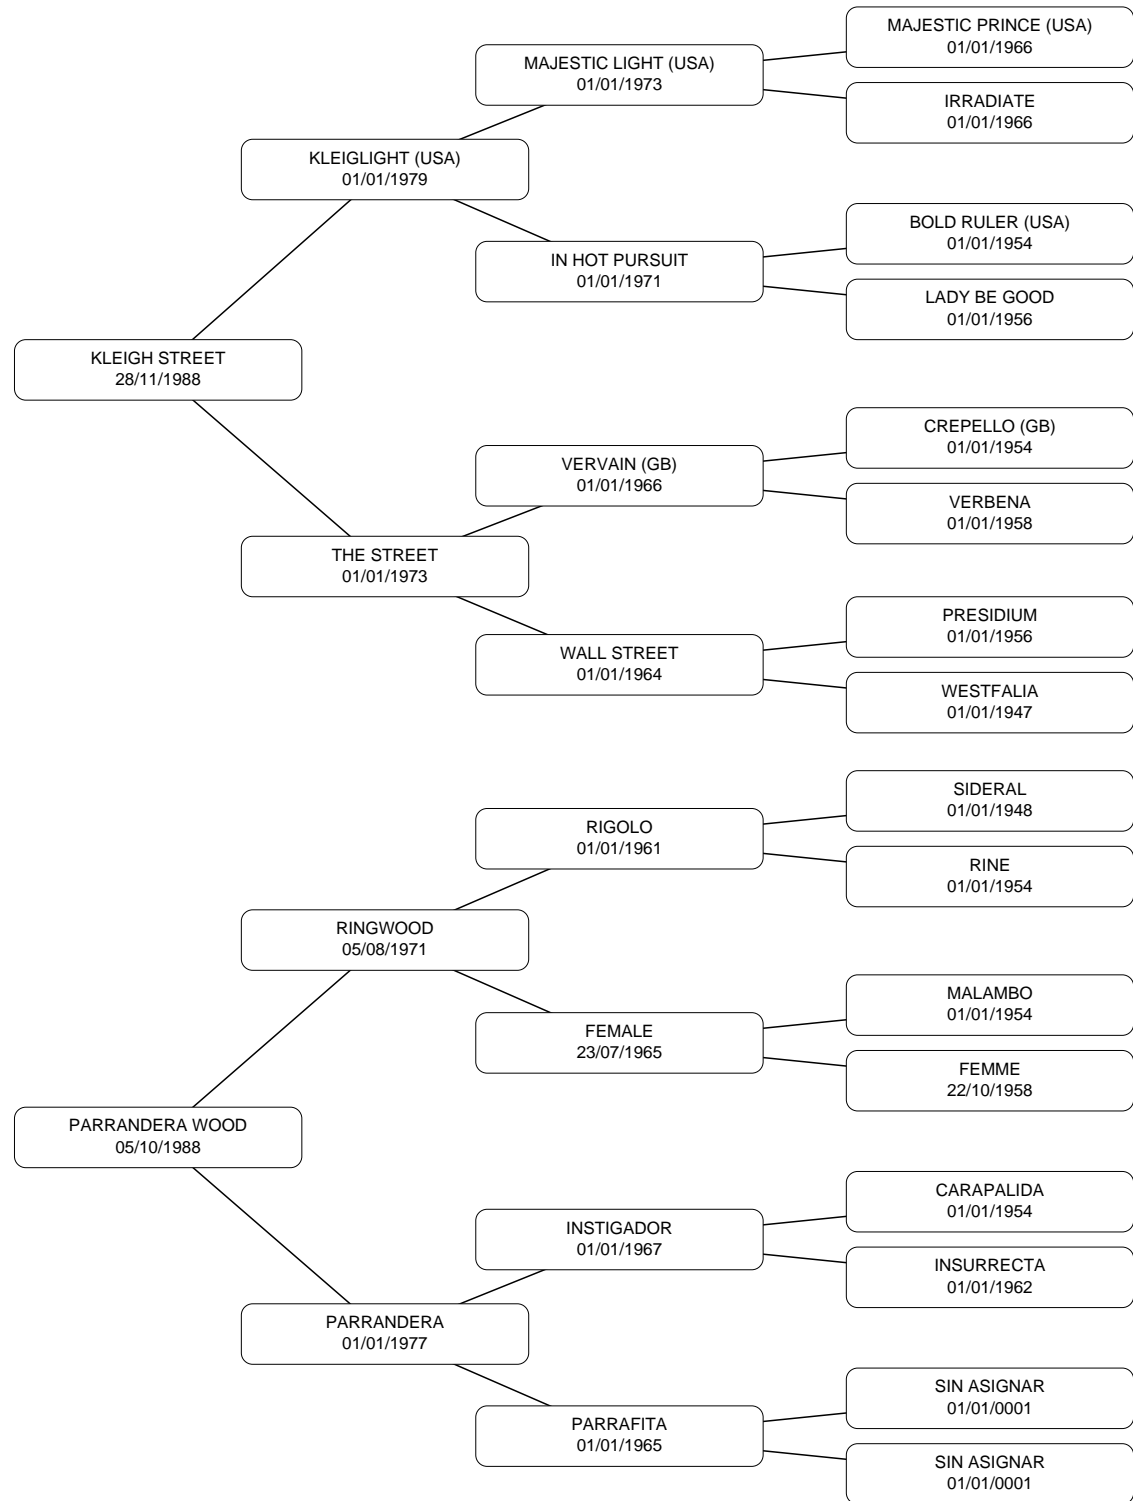 MAJESTIC PRINCE (USA)
01/01/1966
MAJESTIC LIGHT (USA)
01/01/1973
IRRADIATE
01/01/1966
KLEIGLIGHT (USA)
01/01/1979
BOLD RULER (USA)
01/01/1954
IN HOT PURSUIT
01/01/1971
LADY BE GOOD
01/01/1956
KLEIGH STREET
28/11/1988
CREPELLO (GB)
01/01/1954
VERVAIN (GB)
01/01/1966
VERBENA
01/01/1958
THE STREET
01/01/1973
PRESIDIUM
01/01/1956
WALL STREET
01/01/1964
WESTFALIA
01/01/1947
SIDERAL
01/01/1948
RIGOLO
01/01/1961
RINE
01/01/1954
RINGWOOD
05/08/1971
MALAMBO
01/01/1954
FEMALE
23/07/1965
FEMME
22/10/1958
PARRANDERA WOOD
05/10/1988
CARAPALIDA
01/01/1954
INSTIGADOR
01/01/1967
INSURRECTA
01/01/1962
PARRANDERA
01/01/1977
SIN ASIGNAR
01/01/0001
PARRAFITA
01/01/1965
SIN ASIGNAR
01/01/0001